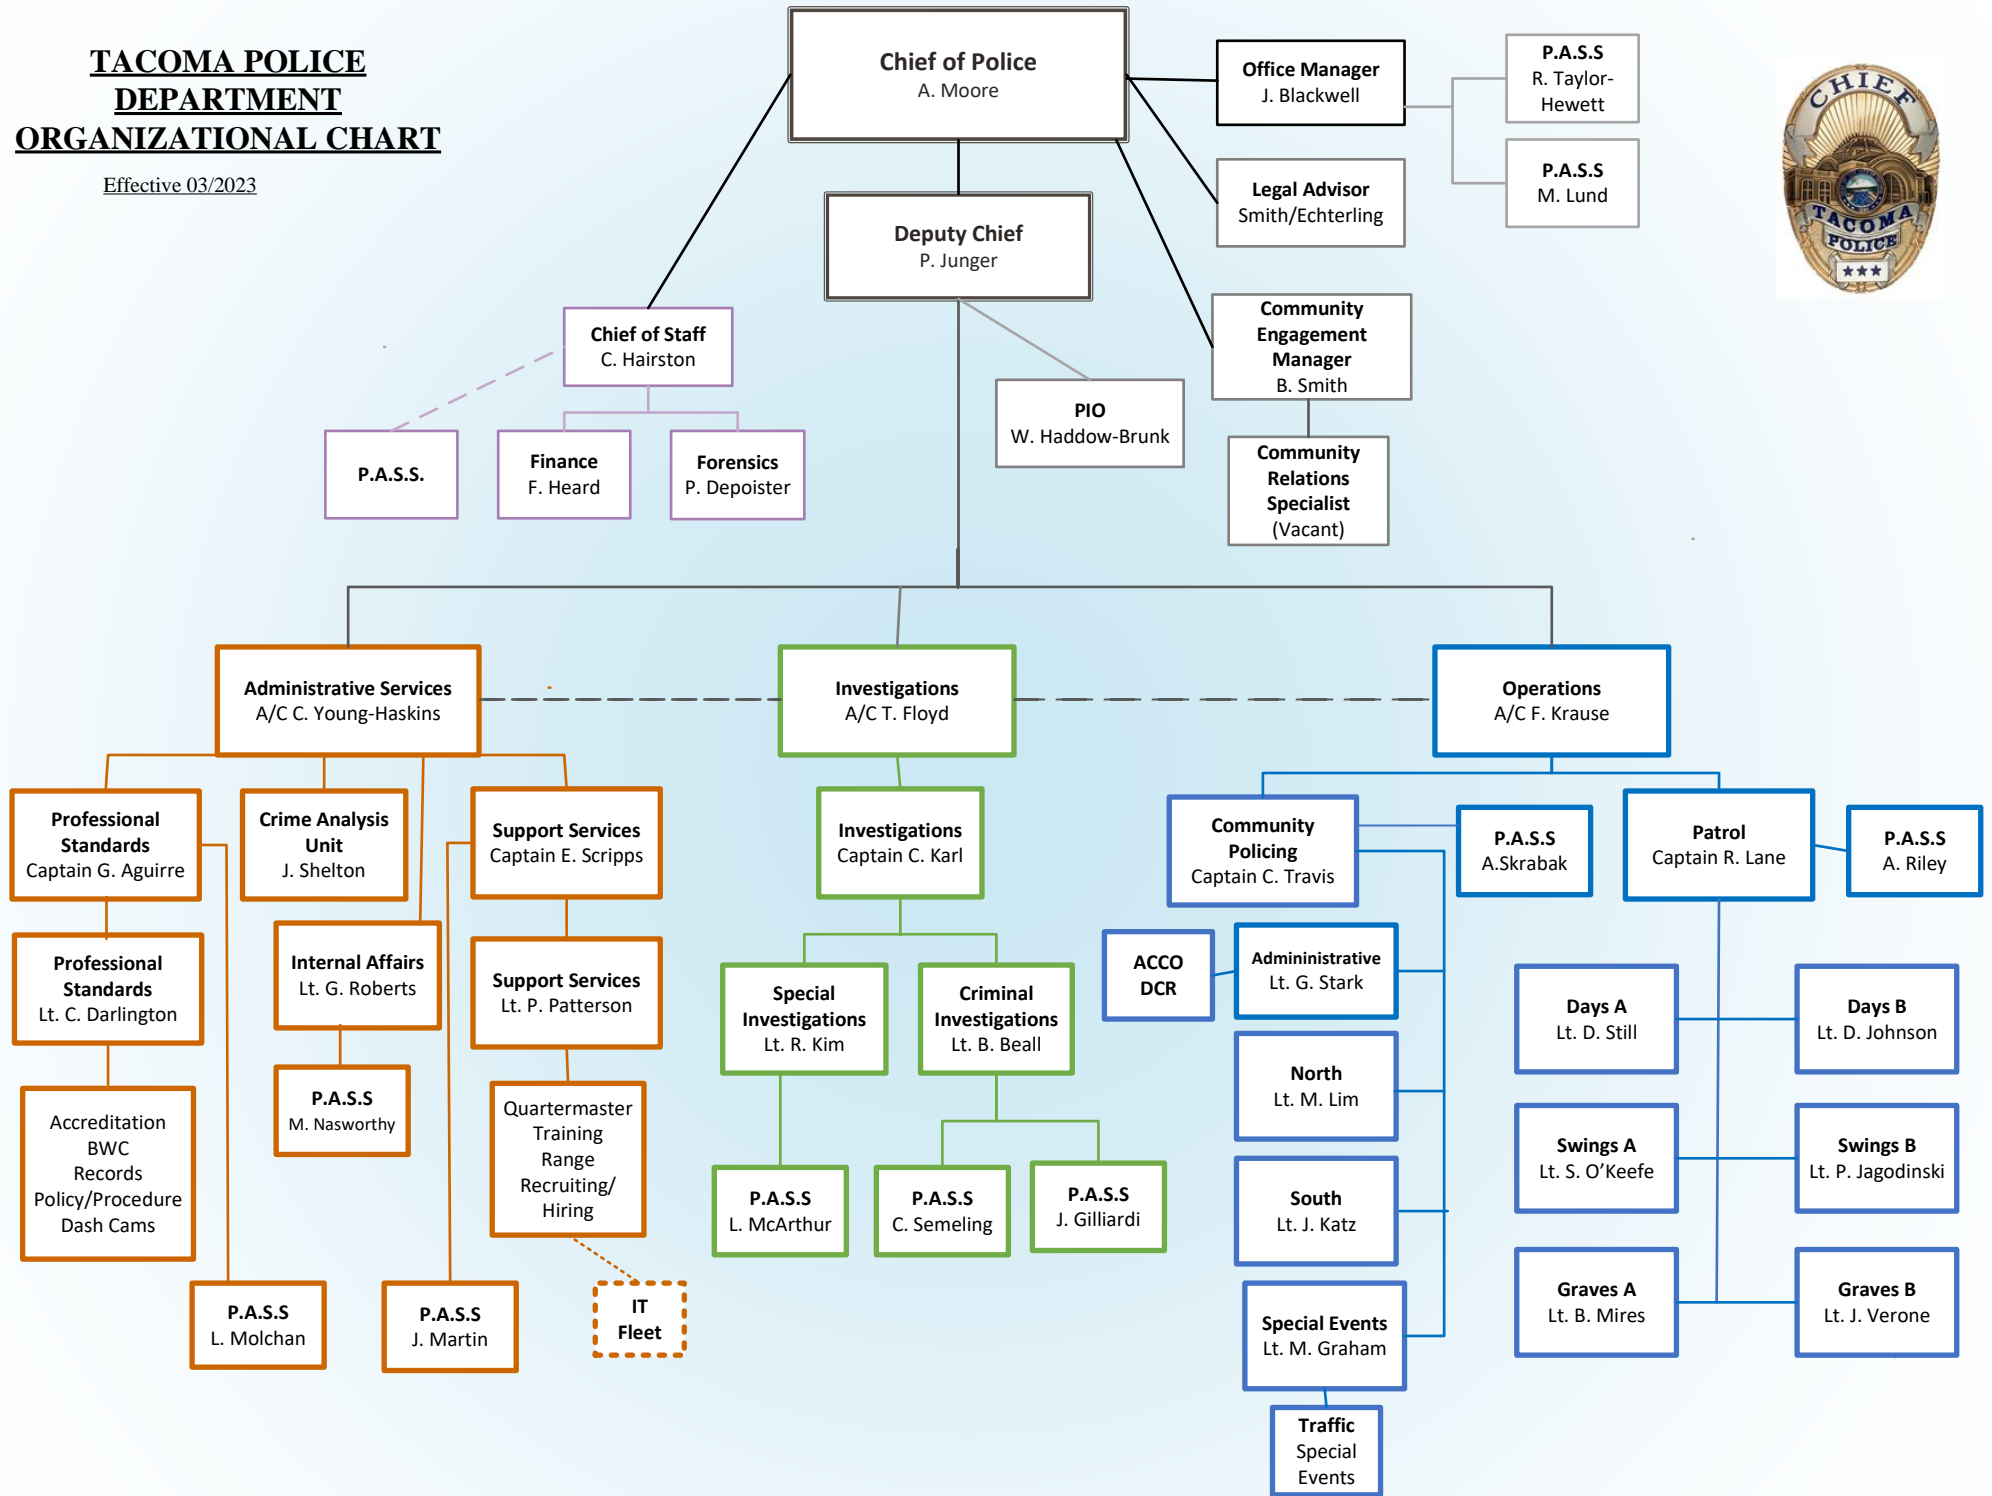 TACOMA POLICE
DEPARTMENT
ORGANIZATIONAL CHART
Effective 03/2023
Chief of Police
A. Moore
Office Manager
J. Blackwell
P.A.S.S
R. Taylor-
Hewett
P.A.S.S
M. Lund
CHIEF
TACOMA
POLICE
Legal Advisor
Smith/Echterling
Deputy Chief
P. Junger
Community
Engagement
Manager
B. Smith
Chief of Staff
C. Hairston
PIO
W. Haddow-Brunk
Community
Relations
Specialist
(Vacant)
P.A.S.S.
Finance
F. Heard
Forensics
P. Depoister
Administrative Services
A/C C. Young-Haskins
Investigations
A/C T. Floyd
Operations
A/C F. Krause
Professional
Standards
Captain G. Aguirre
Crime Analysis
Unit
J. Shelton
Support Services
Captain E. Scripps
Investigations
Captain C. Karl
Community
Policing
Captain C. Travis
P.A.S.S
A.Skrabak
Patrol
Captain R. Lane
P.A.S.S
A. Riley
Professional
Standards
Lt. C. Darlington
Internal Affairs
Lt. G. Roberts
Support Services
Lt. P. Patterson
Special
Investigations
Lt. R. Kim
Criminal
Investigations
Lt. B. Beall
ACCO
DCR
Admininistrative
Lt. G. Stark
Days A
Lt. D. Still
Days B
Lt. D. Johnson
Accreditation
BWC
Records
Policy/Procedure
Dash Cams
P.A.S.S
M. Nasworthy
Quartermaster
Training
Range
Recruiting/
Hiring
North
Lt. M. Lim
Swings A
Lt. S. O’Keefe
Swings B
Lt. P. Jagodinski
P.A.S.S
L. McArthur
P.A.S.S
C. Semeling
P.A.S.S
J. Gilliardi
South
Lt. J. Katz
P.A.S.S
L. Molchan
P.A.S.S
J. Martin
IT
Fleet
Special Events
Lt. M. Graham
Graves A
Lt. B. Mires
Graves B
Lt. J. Verone
Traffic
Special
Events